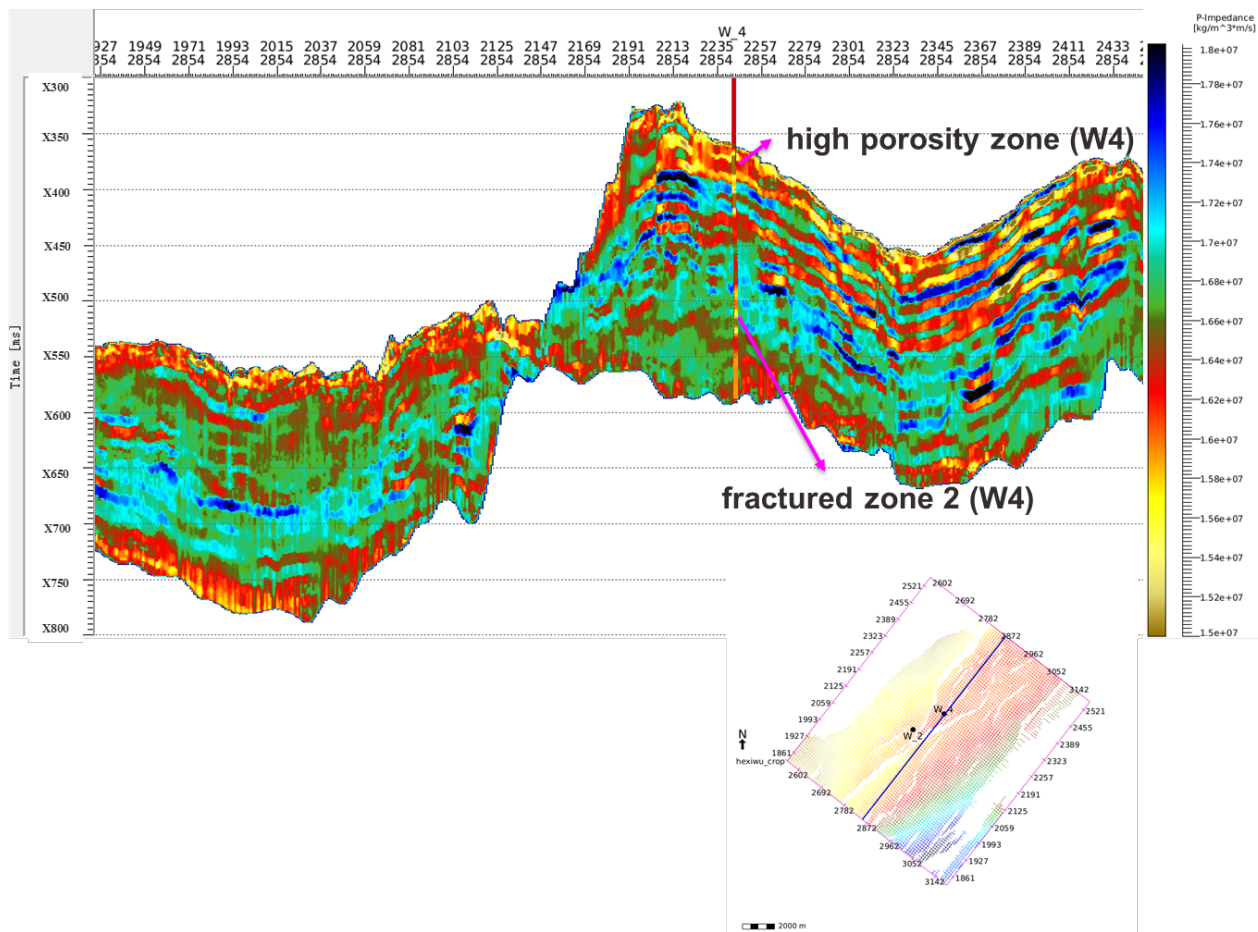 P-Impedance
[kg/m^3*m/s]
W_4
927 1949 1971 1993 2015 2037 2059 2081 2103 2125 2147 2169 2191 2213 2235 2257 2279 2301 2323 2345 2367 2389 2411 2433 2
854 2854 2854 2854 2854 2854 2854 2854 2854 2854 2854 2854 2854 2854 2854 2854 2854 2854 2854 2854 2854 2854 2854 2854 2
X300
X350
X400
X450
X500
X550
X600
X650
X700
X750
X800
Time [ms]
high porosity zone (W4)
fractured zone 2 (W4)
1.8e+07
1.78e+07
1.76e+07
1.74e+07
1.72e+07
1.7e+07
1.68e+07
1.66e+07
1.64e+07
1.62e+07
1.6e+07
1.58e+07
1.56e+07
1.54e+07
1.52e+07
1.5e+07
2521 2602
2455 2692
2389 2782
2323 2872
2257 2962
2191 3052
2125 3142
2059 2521
1993 W_4 2455
1927 W_2 2389
N
1861 2323
hexiwu_crop
2602 2257
2692 2191
2782 2125
2872 2059
2962 1993
3052 1927
3142 1861
2000 m